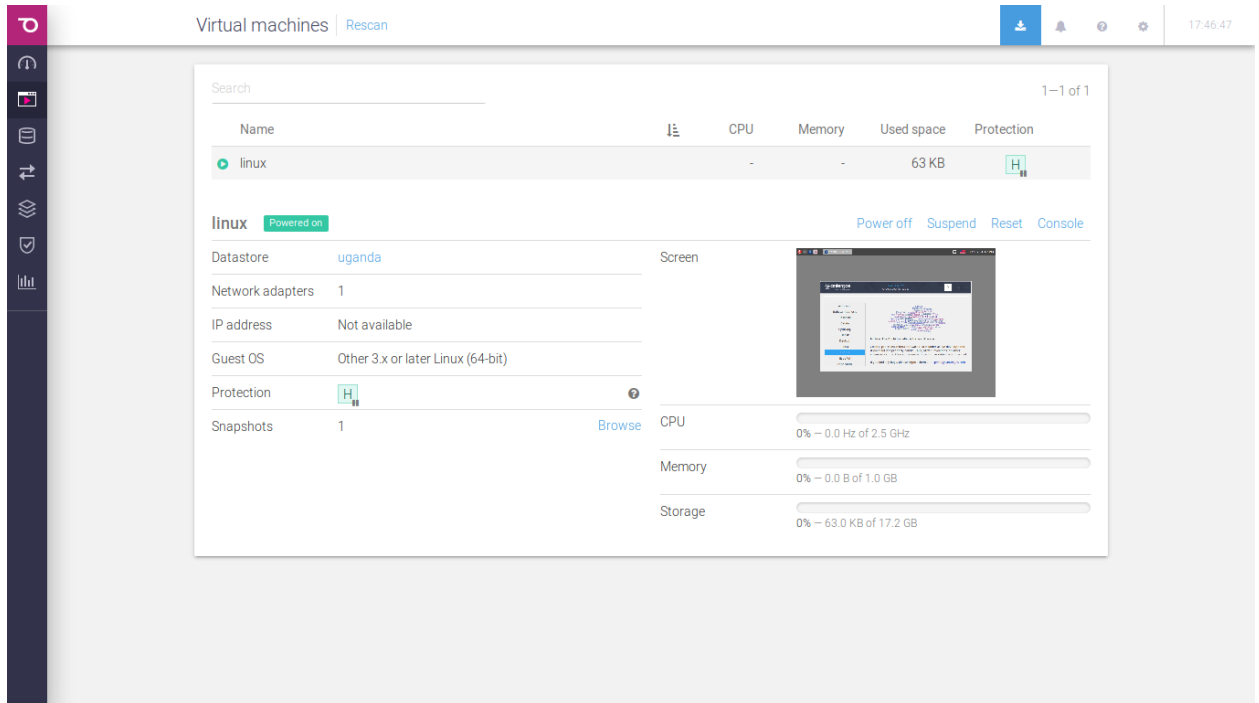 Virtual machines Rescan 17:46:47
Search 1—1 of 1
Name CPU Memory Used space Protection
linux - - 63 KB H
linux Powered on Power off Suspend Reset Console
Datastore uganda
Network adapters 1
IP address Not available
Guest OS Other 3.x or later Linux (64-bit)
Protection H
Snapshots 1 Browse
Screen
CPU
0% — 0.0 Hz of 2.5 GHz
Memory
0% — 0.0 B of 1.0 GB
Storage
0% — 63.0 KB of 17.2 GB